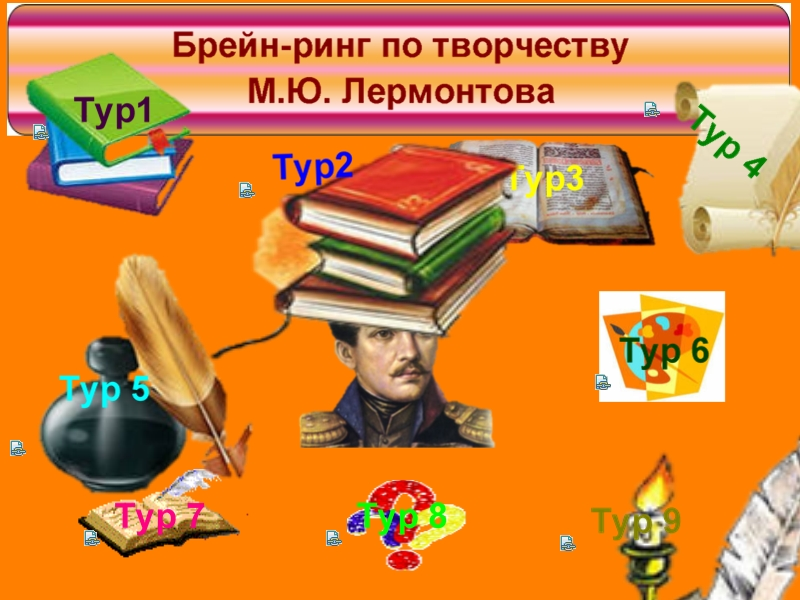 Брейн-ринг по творчеству
М.Ю. Лермонтова
Тур1
Тур2
Тур3
Тур 4
Тур 5
Тур 6
Тур 7
Тур 8
Тур 9